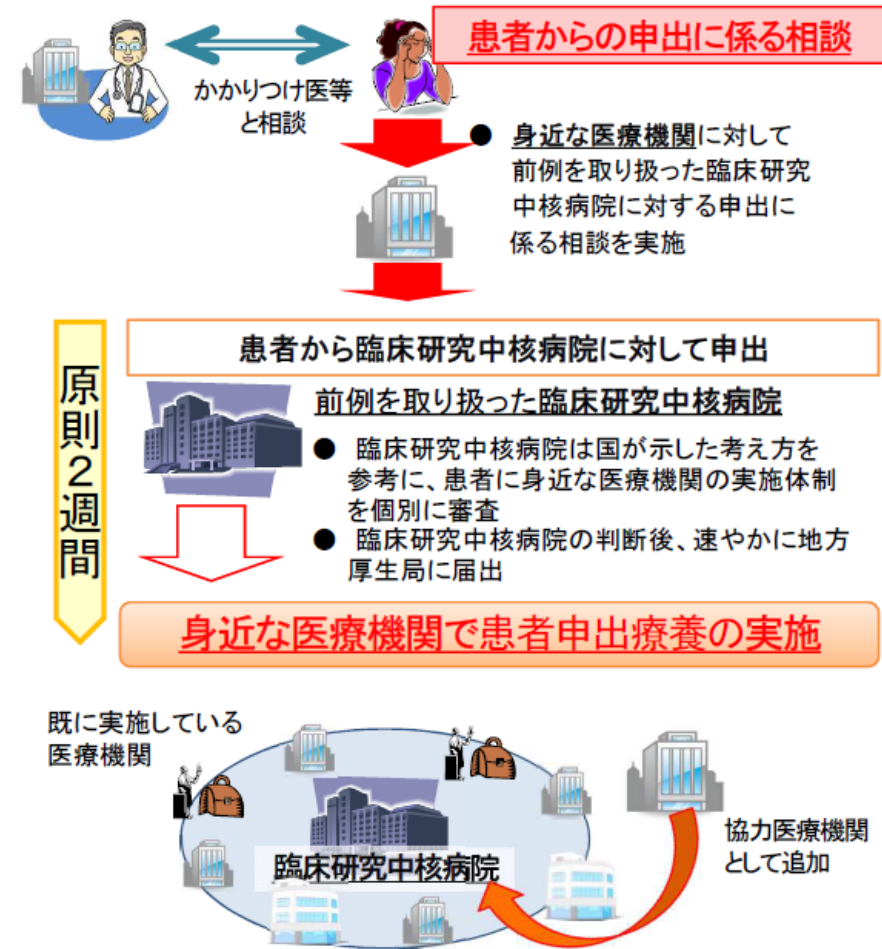 患者からの申出に係る相談
かかりつけ医等
と相談
● 身近な医療機関に対して
前例を取り扱った臨床研究
中核病院に対する申出に
係る相談を実施
原則2週間
患者から臨床研究中核病院に対して申出
前例を取り扱った臨床研究中核病院
● 臨床研究中核病院は国が示した考え方を
参考に、患者に身近な医療機関の実施体制
を個別に審査
● 臨床研究中核病院の判断後、速やかに地方
厚生局に届出
身近な医療機関で患者申出療養の実施
既に実施している
医療機関
臨床研究中核病院
協力医療機関
として追加